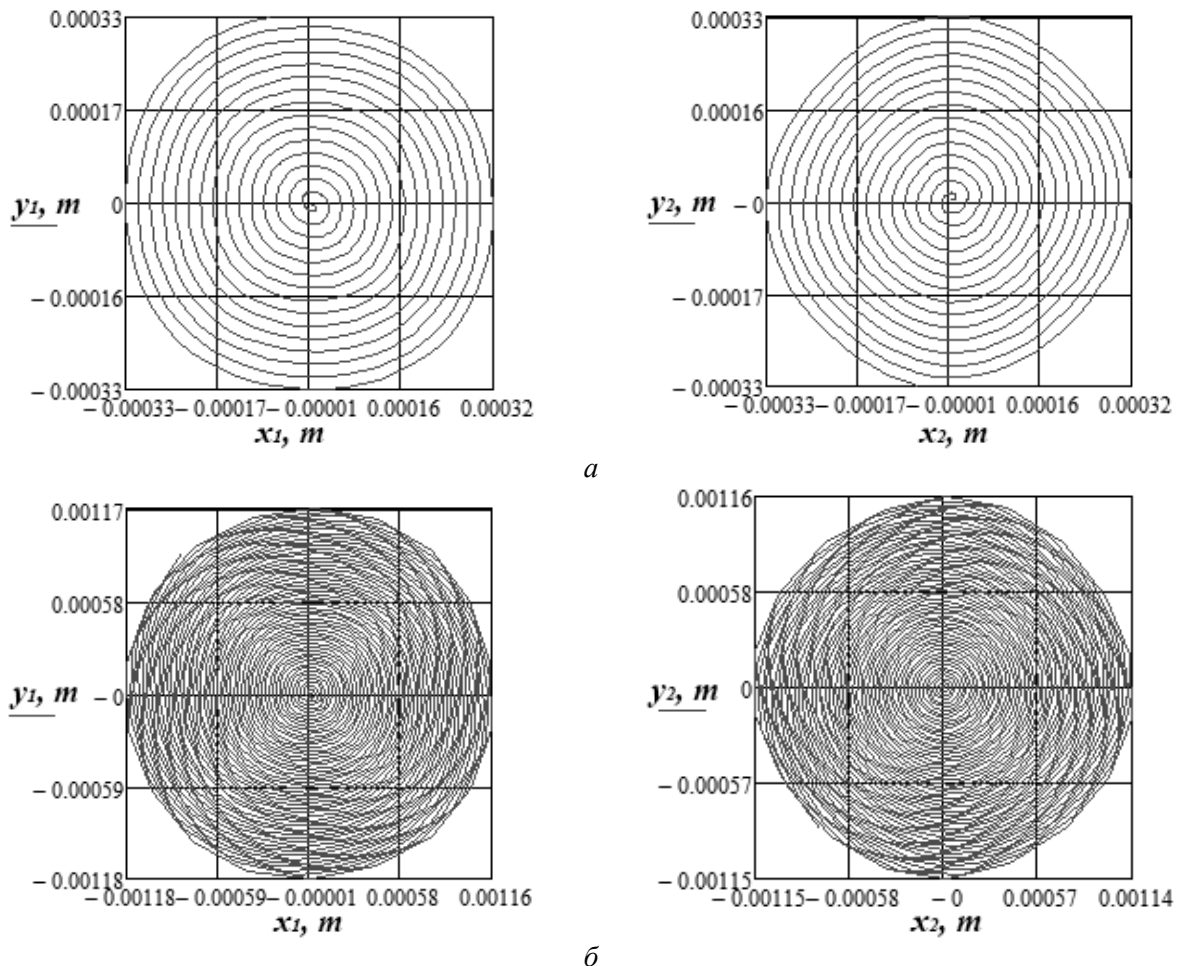 0.00033
0.00017
y1, m
0
– 0.00016
– 0.00033
– 0.00033 – 0.00017 – 0.00001 0.00016 0.00032
x1, m
0.00033
0.00016
y2, m
– 0
– 0.00017
– 0.00033
– 0.00033 – 0.00017 – 0.00001 0.00016 0.00032
x2, m
а
0.00117
0.00058
y1, m
– 0
– 0.00059
– 0.00118
– 0.00118 – 0.00059 – 0.00001 0.00058 0.00116
x1, m
0.00116
0.00058
y2, m
0
– 0.00057
– 0.00115
– 0.00115 – 0.00058 – 0 0.00057 0.00114
x2, m
б